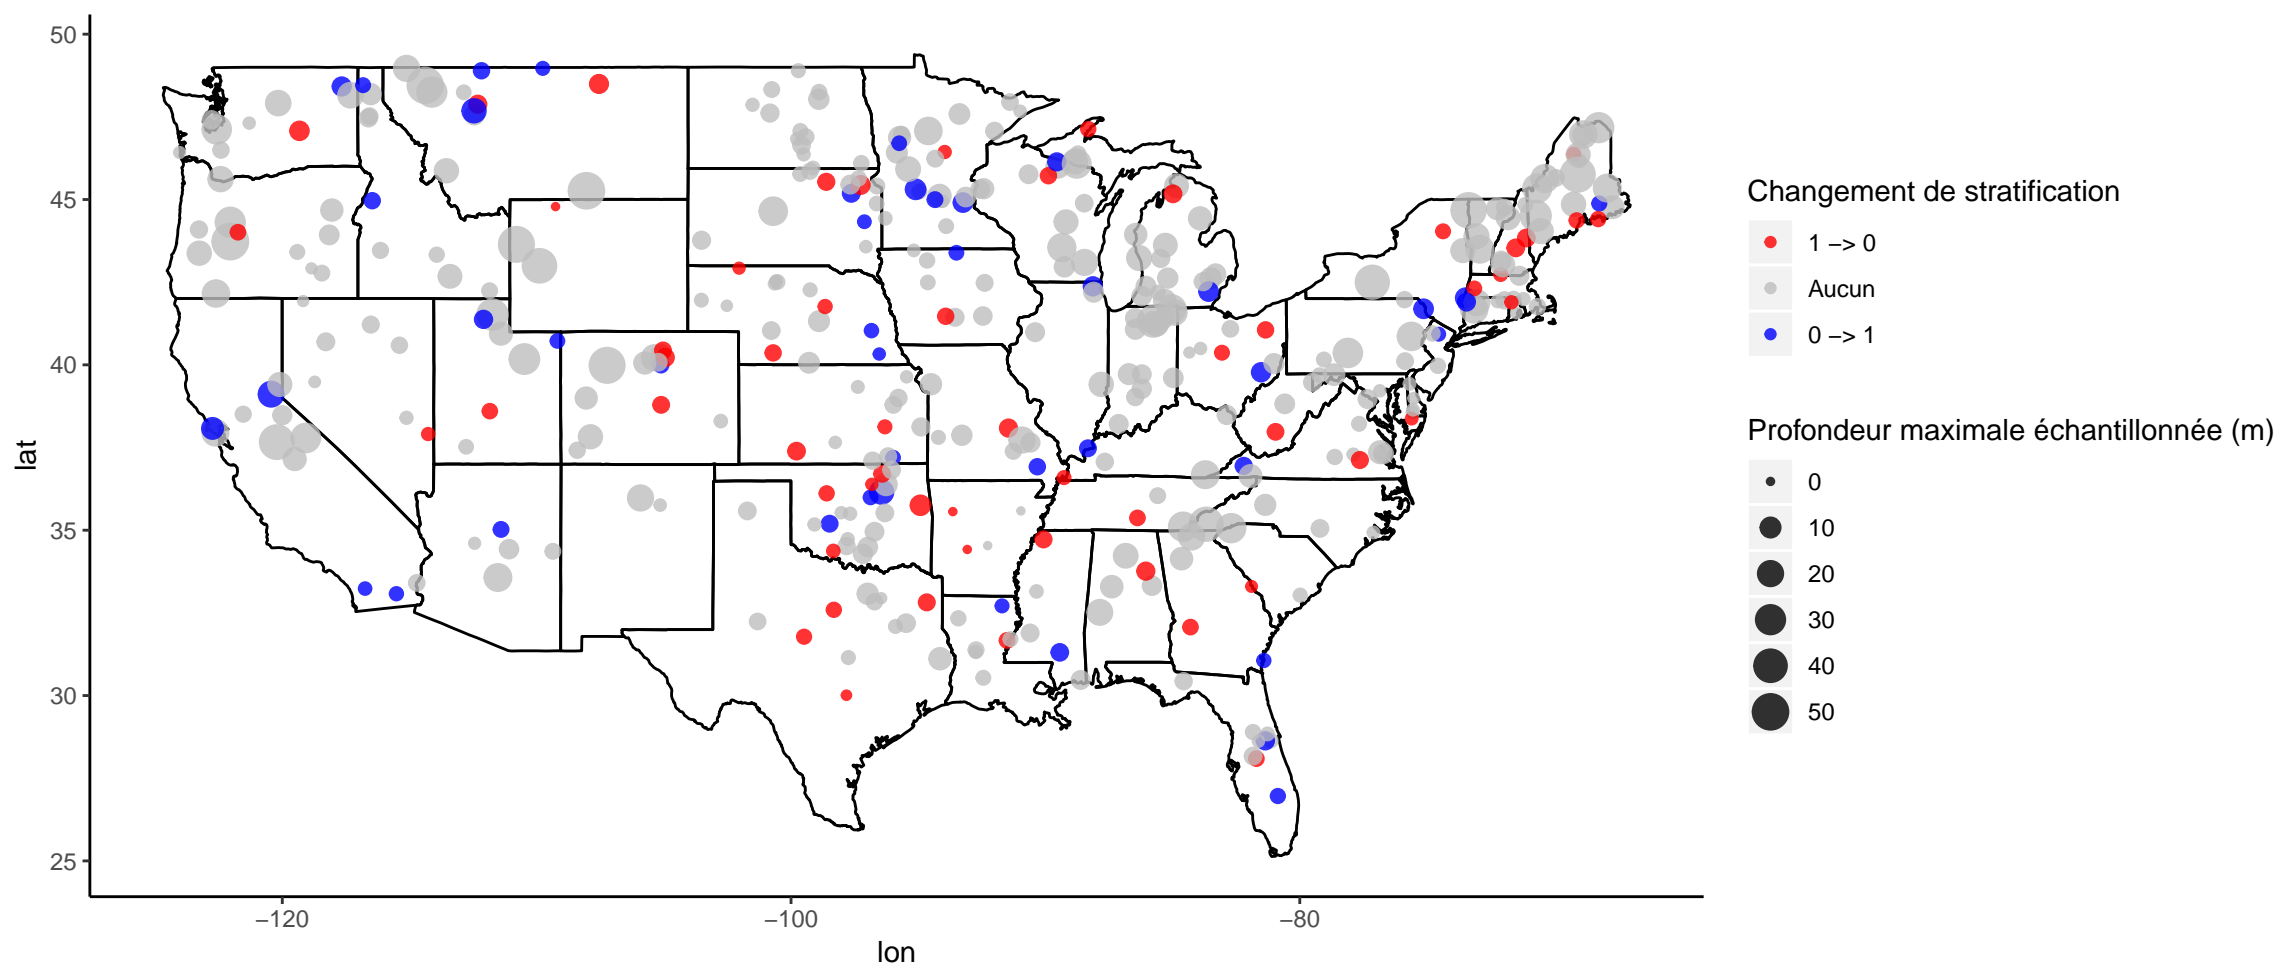 50
45
40
35
30
25
lat
−120
−100
−80
lon
Changement de stratification
1 −> 0
Aucun
0 −> 1
Profondeur maximale échantillonnée (m)
0
10
20
30
40
50